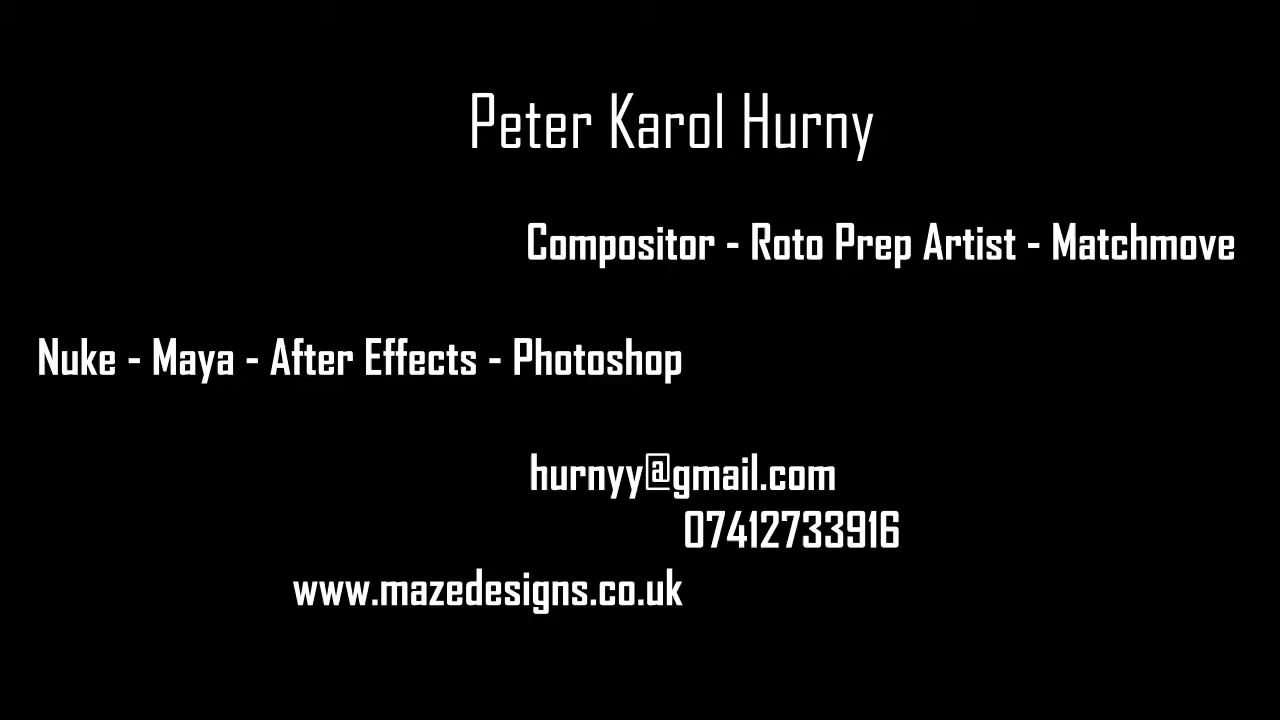 Peter Karol Hurny
Compositor - Roto Prep Artist - Matchmove
Nuke - Maya - After Effects - Photoshop
hurnyy@gmail.com
07412733916
www.mazedesigns.co.uk